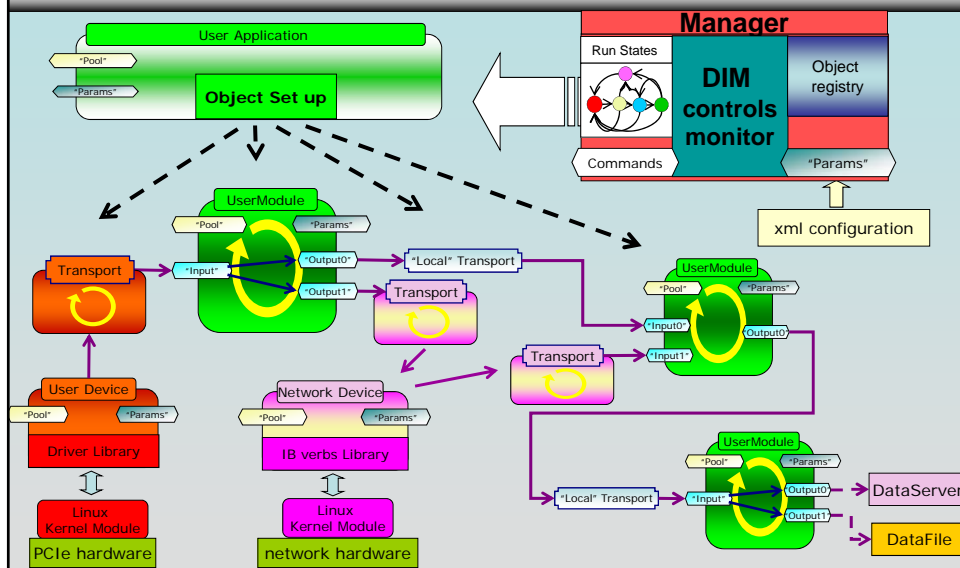 User Application
"Pool"
"Params"
Object Set up
Manager
Run States
DIM
controls
monitor
Object
registry
Commands
"Params"
xml configuration
UserModule
"Pool"
"Params"
"Input"
"Output0"
"Output1"
Transport
"Local" Transport
Transport
UserModule
"Pool"
"Params"
"Input0"
"Input1"
"Output0"
Transport
User Device
"Pool"
"Params"
Driver Library
Linux
Kernel Module
PCIe hardware
Network Device
"Pool"
"Params"
IB verbs Library
Linux
Kernel Module
network hardware
"Local" Transport
UserModule
"Pool"
"Params"
"Input"
"Output0"
"Output1"
DataServer
DataFile